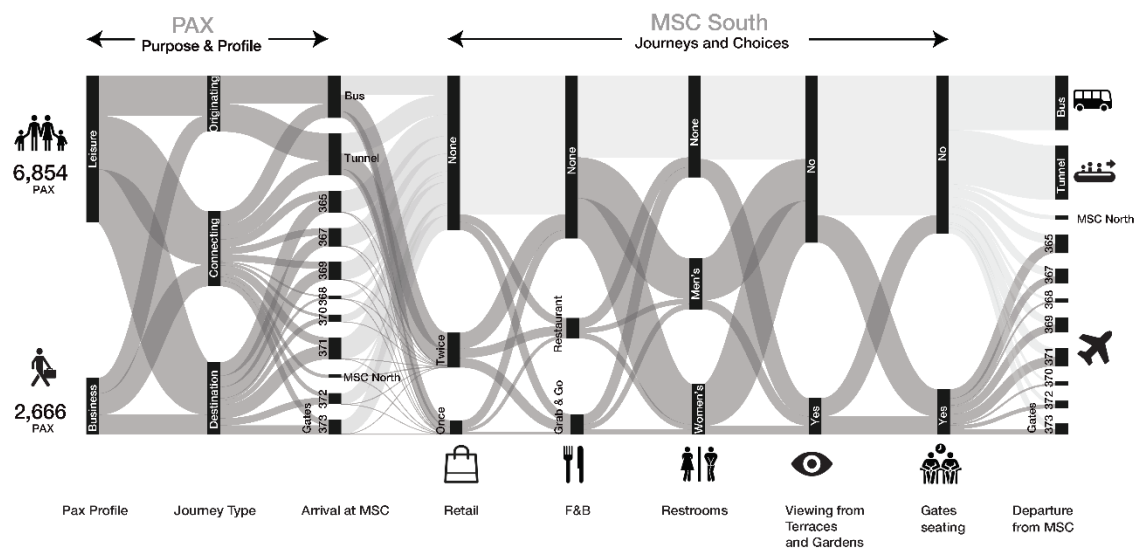 PAX
Purpose & Profile
MSC South
Journeys and Choices
6,854
PAX
2,666
PAX
Leisure
Business
Originating
Connecting
Destination
Bus
Tunnel
365
367
369
368
370
371
MSC North
372
373
Gates
None
Twice
Once
None
Restaurant
Grab & Go
None
Men's
Women's
No
Yes
No
Yes
Bus
Tunnel
MSC North
365
367
368
369
371
370
372
373
Gates
Pax Profile
Journey Type
Arrival at MSC
Retail
F&B
Restrooms
Viewing from
Terraces
and Gardens
Gates
seating
Departure
from MSC